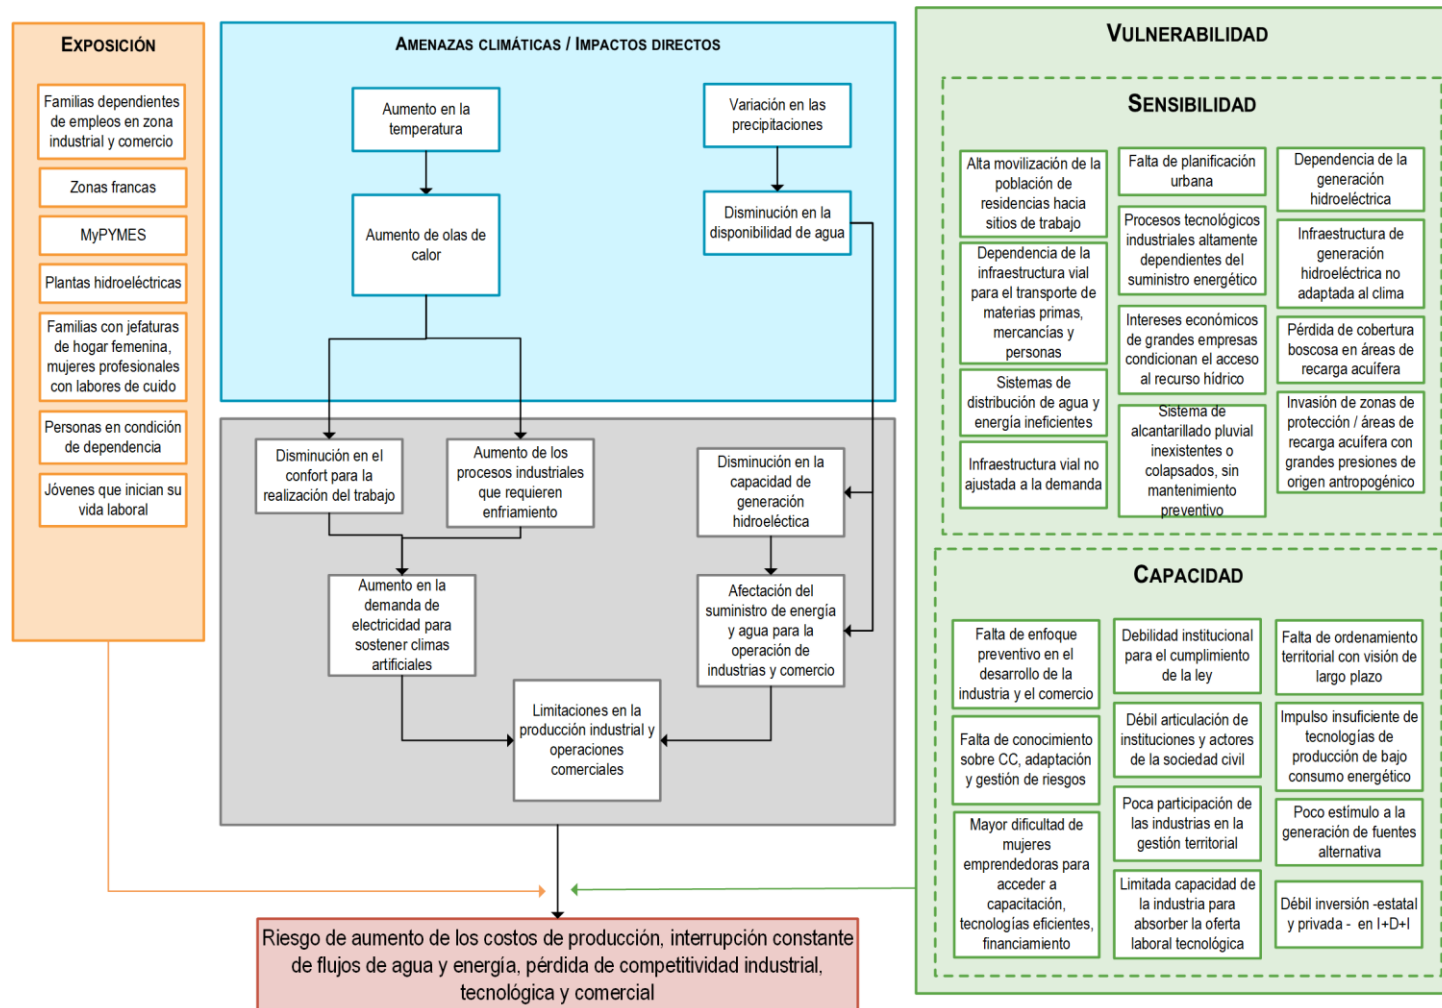 EXPOSICIÓN
Familias dependientes
de empleos en zona
industrial y comercio
Zonas francas
MyPYMES
Plantas hidroeléctricas
Familias con jefaturas
de hogar femenina,
mujeres profesionales
con labores de cuido
Personas en condición
de dependencia
Jóvenes que inician su
vida laboral
AMENAZAS CLIMÁTICAS / IMPACTOS DIRECTOS
Aumento en la
temperatura
Variación en las
precipitaciones
Aumento de olas de
calor
Disminución en la
disponibilidad de agua
Disminución en el
confort para la
realización del trabajo
Aumento de los
procesos industriales
que requieren
enfriamiento
Disminución en la
capacidad de
generación
hidroeléctica
Aumento en la
demanda de
electricidad para
sostener climas
artificiales
Afectación del
suministro de energía
y agua para la
operación de
industrias y comercio
Limitaciones en la
producción industrial y
operaciones
comerciales
VULNERABILIDAD
SENSIBILIDAD
Alta movilización de la
población de
residencias hacia
sitios de trabajo
Dependencia de la
infraestructura vial
para el transporte de
materias primas,
mercancías y
personas
Sistemas de
distribución de agua y
energía ineficientes
Infraestructura vial no
ajustada a la demanda
Falta de planificación
urbana
Procesos tecnológicos
industriales altamente
dependientes del
suministro energético
Intereses económicos
de grandes empresas
condicionan el acceso
al recurso hídrico
Sistema de
alcantarillado pluvial
inexistentes o
colapsados, sin
mantenimiento
preventivo
Dependencia de la
generación
hidroeléctrica
Infraestructura de
generación
hidroeléctrica no
adaptada al clima
Pérdida de cobertura
boscosa en áreas de
recarga acuífera
Invasión de zonas de
protección / áreas de
recarga acuífera con
grandes presiones de
origen antropogénico
CAPACIDAD
Falta de enfoque
preventivo en el
desarrollo de la
industria y el comercio
Falta de conocimiento
sobre CC, adaptación
y gestión de riesgos
Mayor dificultad de
mujeres
emprendedoras para
acceder a
capacitación,
tecnologías eficientes,
financiamiento
Debilidad institucional
para el cumplimiento
de la ley
Débil articulación de
instituciones y actores
de la sociedad civil
Poca participación de
las industrias en la
gestión territorial
Limitada capacidad de
la industria para
absorber la oferta
laboral tecnológica
Falta de ordenamiento
territorial con visión de
largo plazo
Impulso insuficiente de
tecnologías de
producción de bajo
consumo energético
Poco estímulo a la
generación de fuentes
alternativa
Débil inversión -estatal
y privada - en I+D+I
Riesgo de aumento de los costos de producción, interrupción constante
de flujos de agua y energía, pérdida de competitividad industrial,
tecnológica y comercial